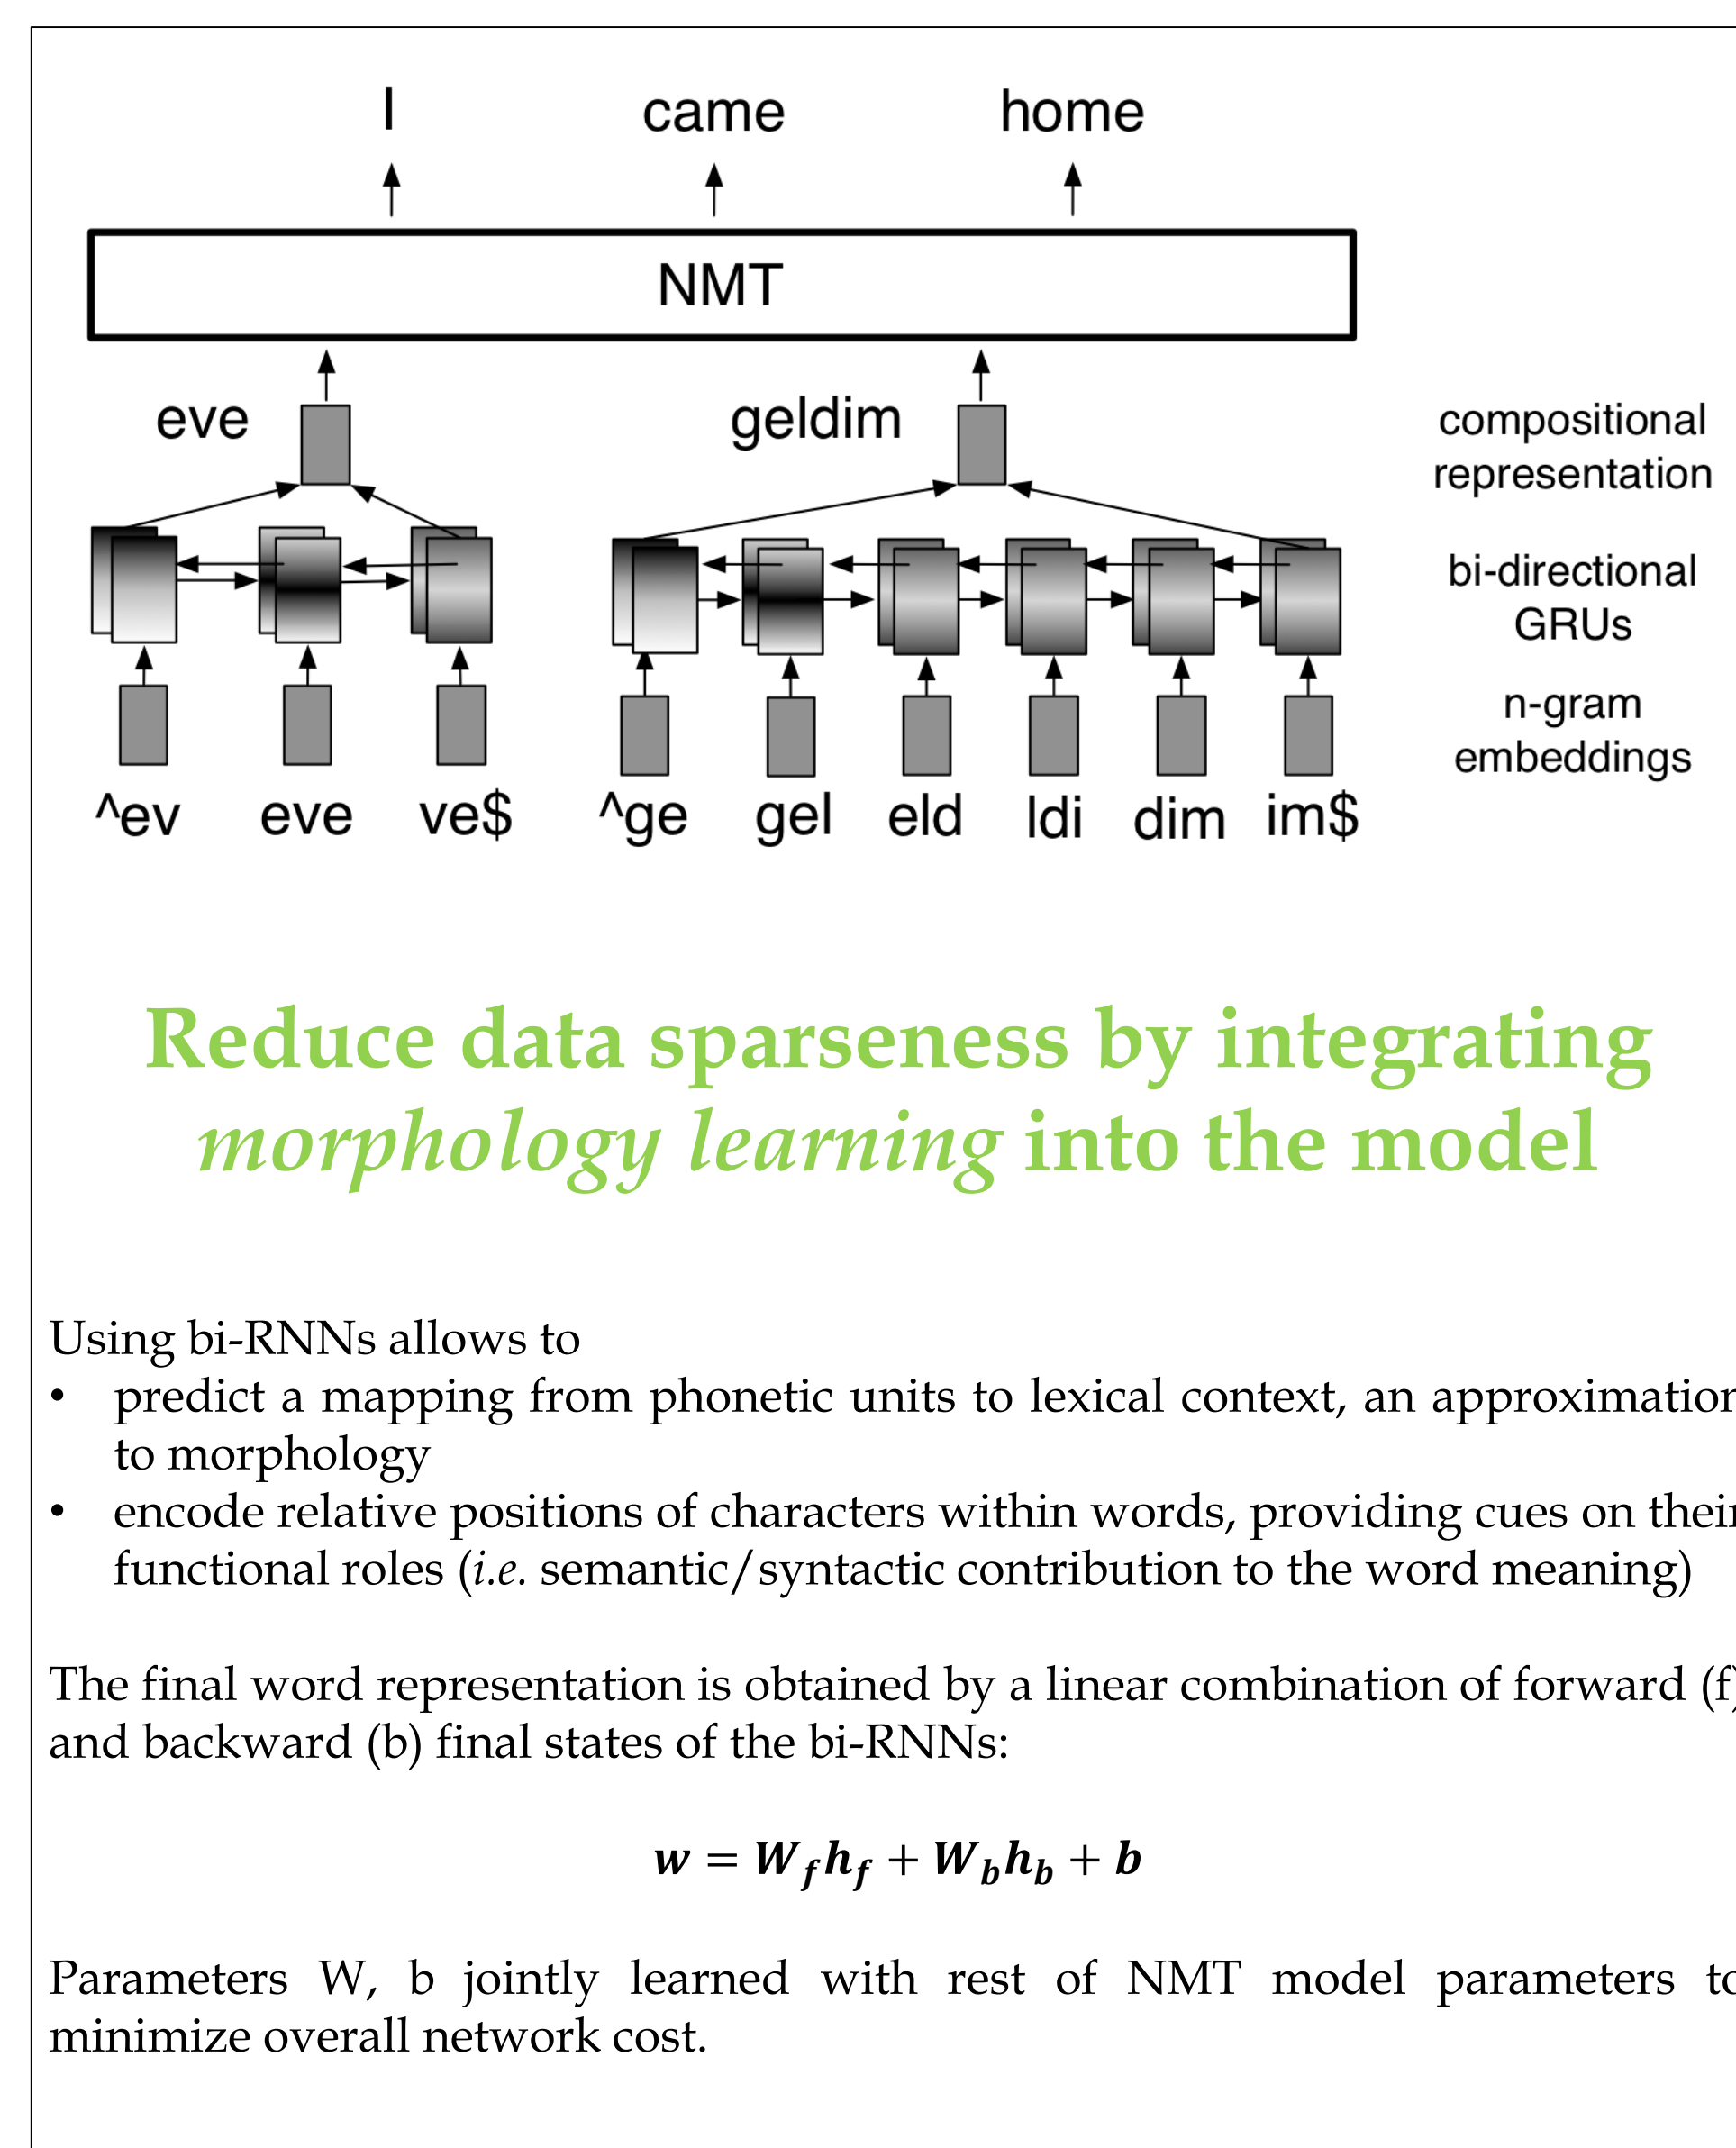 I came home
NMT
eve geldim compositional
representation
bi-directional
GRUs
n-gram
embeddings
^ev eve ve$ ^ge gel eld ldi dim im$
Reduce data sparseness by integrating
morphology learning into the model
Using bi-RNNs allows to
• predict a mapping from phonetic units to lexical context, an approximation
to morphology
• encode relative positions of characters within words, providing cues on their
functional roles (i.e. semantic/syntactic contribution to the word meaning)
The final word representation is obtained by a linear combination of forward (f)
and backward (b) final states of the bi-RNNs:
w = W_f h_f + W_b h_b + b
Parameters W, b jointly learned with rest of NMT model parameters to
minimize overall network cost.